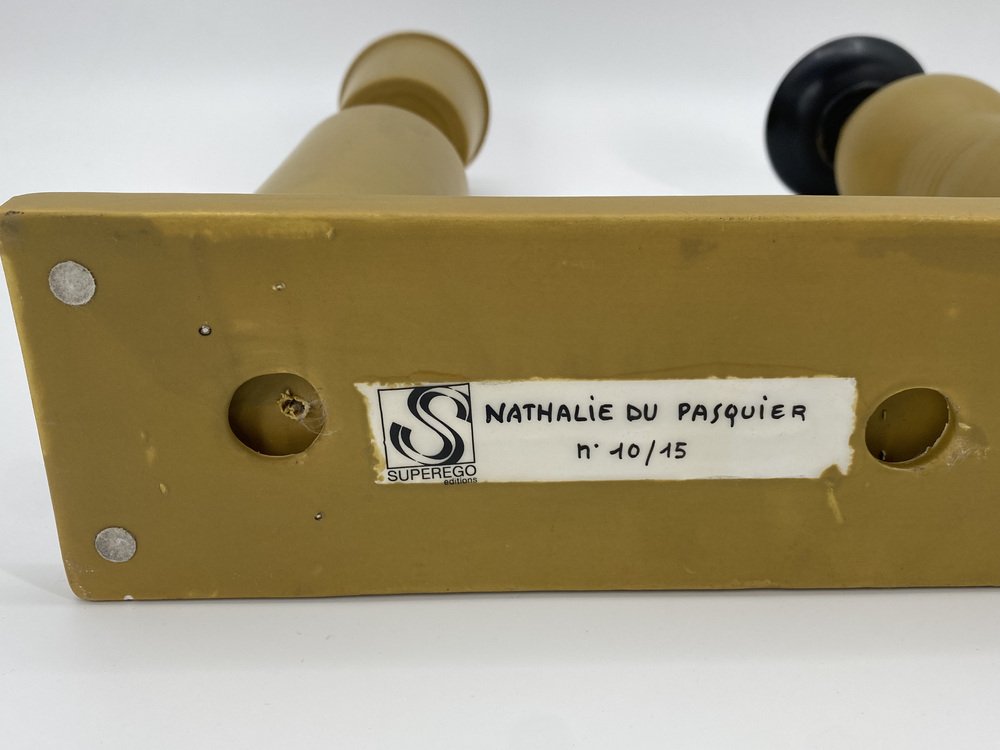 NATHALiE DU PASQUiER
n· 10/15
SUPEREGO
editions